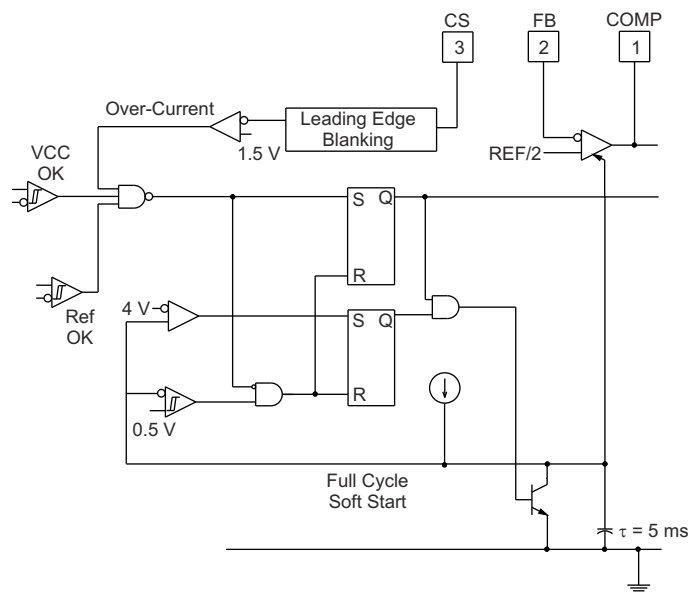 CS
FB
COMP
3
2
1
Over-Current
Leading Edge
Blanking
1.5 V
REF/2
VCC
OK
S
Q
R
Ref
OK
4 V
S
Q
R
0.5 V
Full Cycle
Soft Start
τ = 5 ms